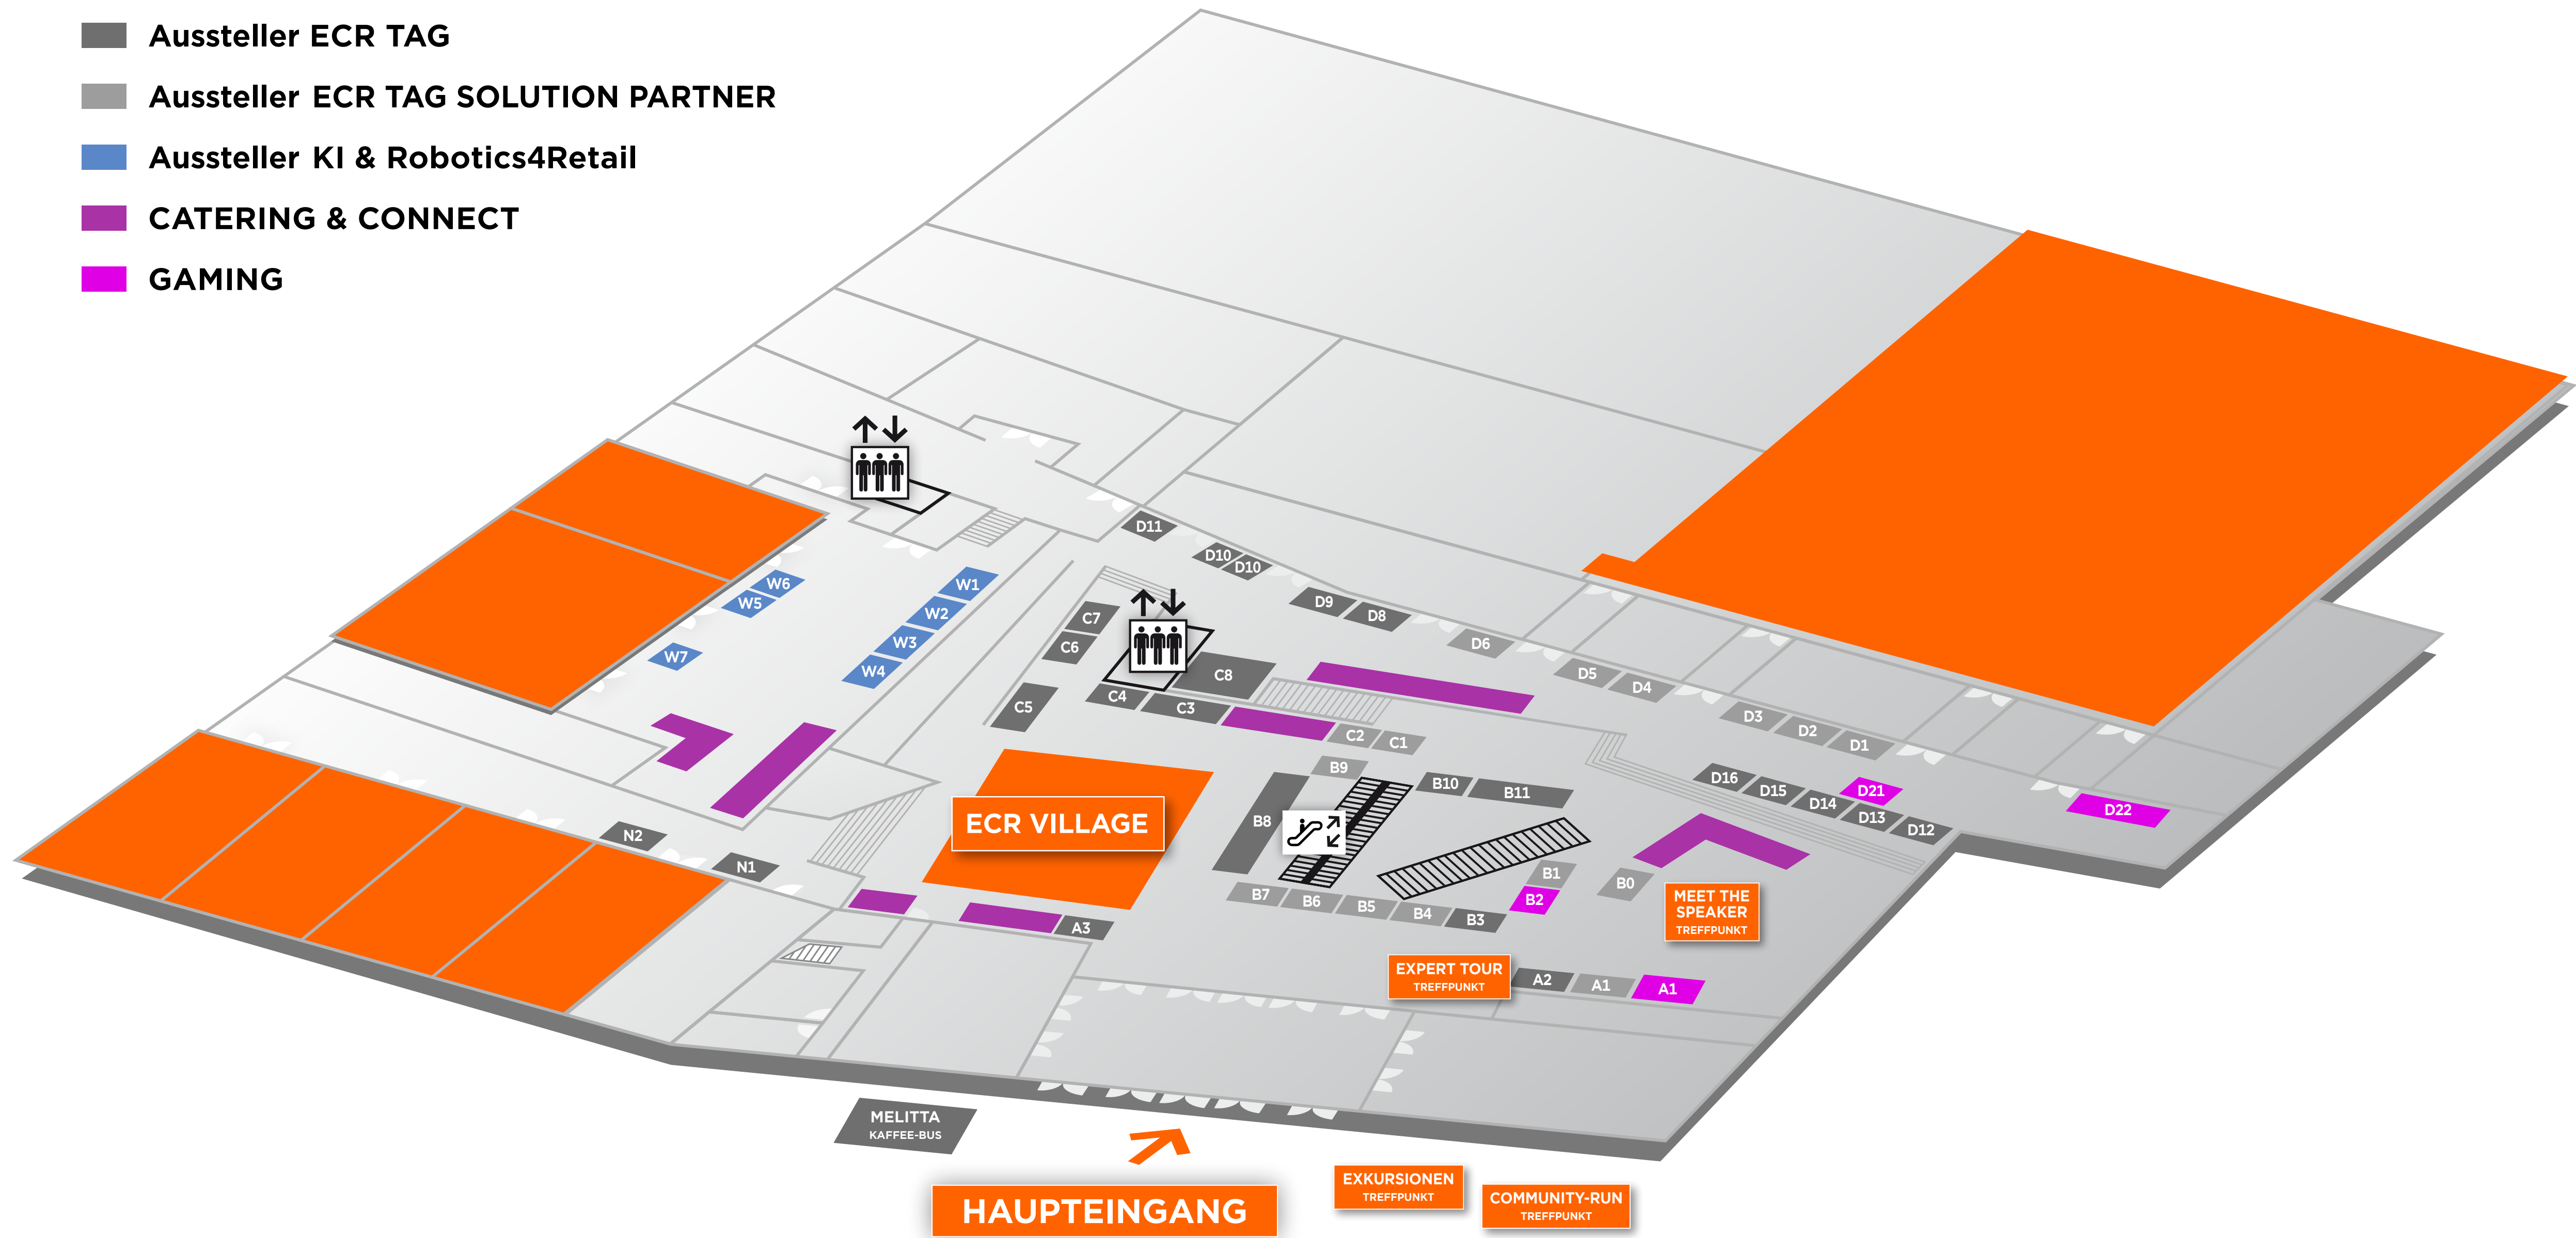 Aussteller ECR TAG
Aussteller ECR TAG SOLUTION PARTNER
Aussteller KI & Robotics4Retail
CATERING & CONNECT
GAMING
D11
D10
D10
W6
W5
W7
W1
W2
W3
W4
C7
C6
C5
C8
C4
C3
C2
C1
D9
D8
D6
D5
D4
D3
D2
D1
D16
D15
D14
D13
D12
D21
D22
N2
N1
ECR VILLAGE
B9
B8
B10
B11
B7
B6
B5
B4
B3
B1
B2
B0
MEET THE
SPEAKER
TREFFPUNKT
A3
EXPERT TOUR
TREFFPUNKT
A2
A1
A1
MELITTA
KAFFEE-BUS
HAUPTEINGANG
EXKURSIONEN
TREFFPUNKT
COMMUNITY-RUN
TREFFPUNKT